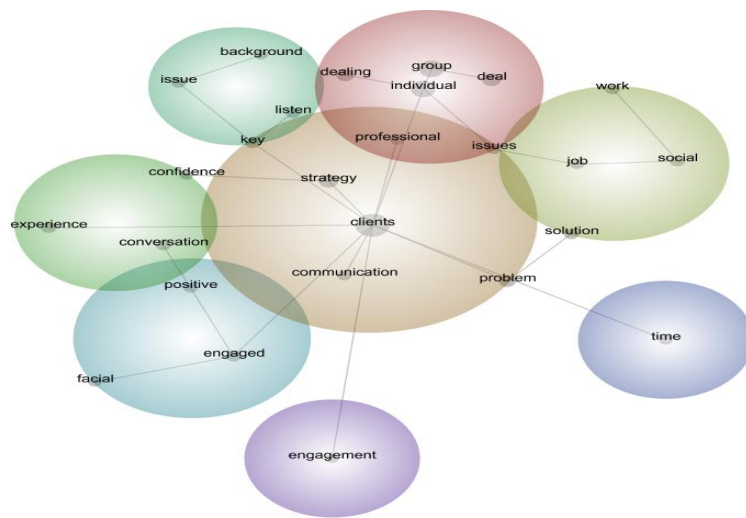 background
issue
group
dealing
deal
individual
work
listen
key
professional
issues
job
social
confidence
strategy
experience
clients
conversation
solution
communication
problem
positive
time
engaged
facial
engagement